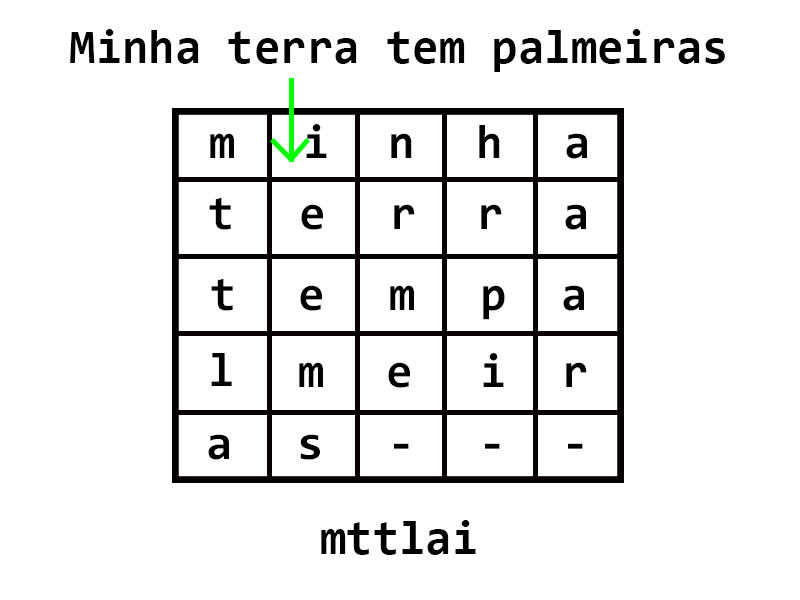 Minha terra tem palmeiras
m i n h a
t e r r a
t e m p a
l m e i r
a s - - -
mttlai